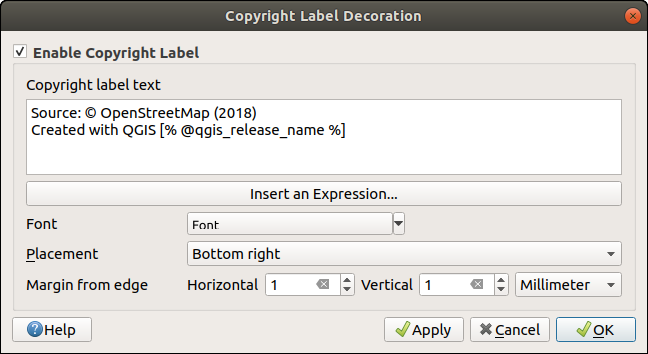 Copyright Label Decoration
Enable Copyright Label
Copyright label text
Source: © OpenStreetMap (2018)
Created with QGIS [% @qgis_release_name %]
Insert an Expression...
Font Font
Placement Bottom right
Margin from edge Horizontal 1 Vertical 1 Millimeter
Help Apply Cancel OK